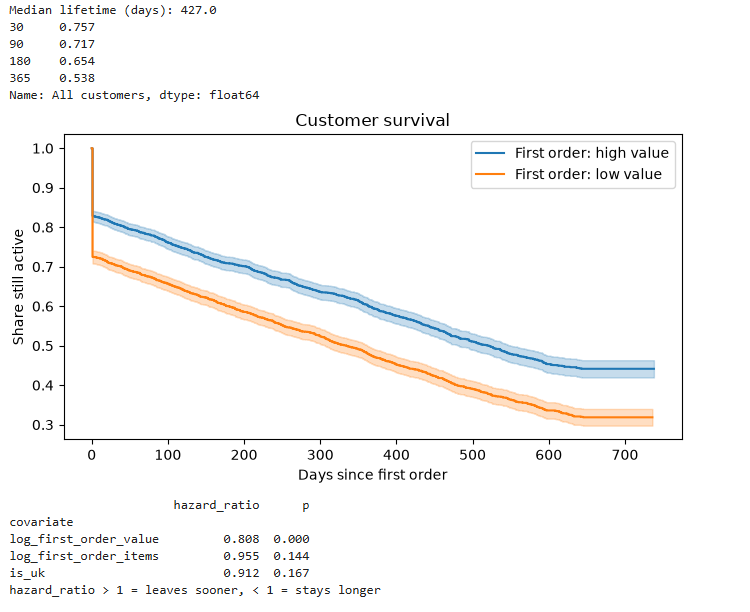 Median lifetime (days): 427.0
30     0.757
90     0.717
180    0.654
365    0.538
Name: All customers, dtype: float64
Customer survival
First order: high value
First order: low value
Share still active
1.0
0.9
0.8
0.7
0.6
0.5
0.4
0.3
0 100 200 300 400 500 600 700
Days since first order
hazard_ratio p
covariate
log_first_order_value 0.808 0.000
log_first_order_items 0.955 0.144
is_uk 0.912 0.167
hazard_ratio > 1 = leaves sooner, < 1 = stays longer